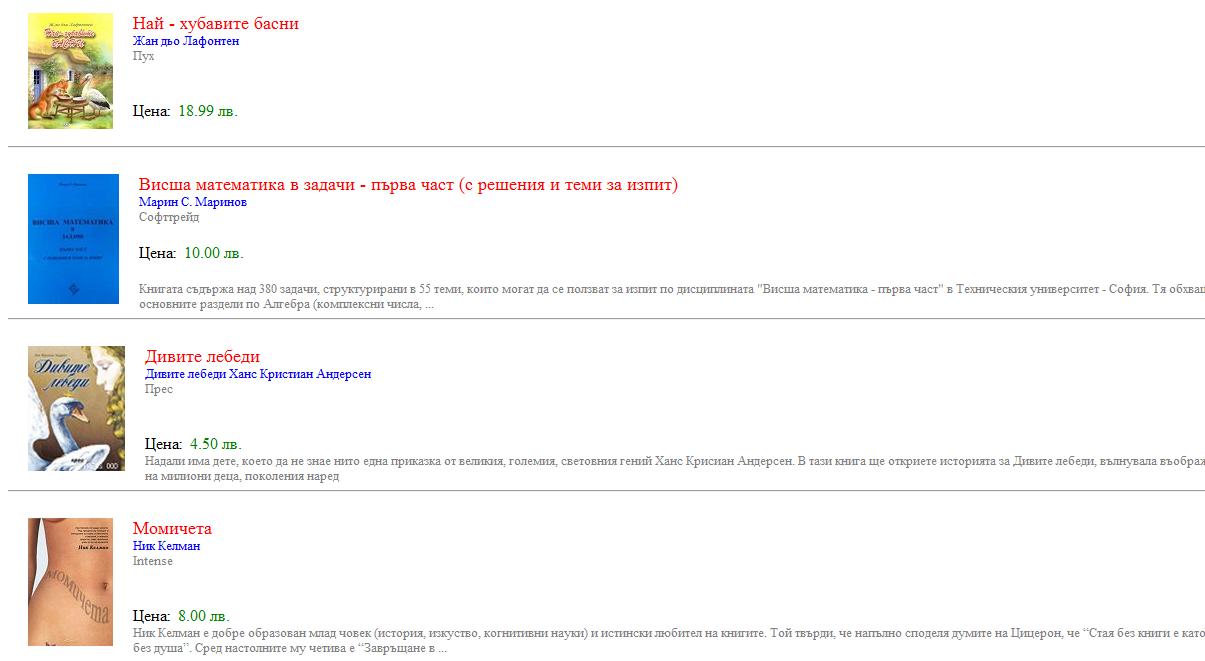 Жан дьо Лафонтен
Най - хубавите
басни
Най - хубавите басни
Жан дьо Лафонтен
Пух
Цена: 18.99 лв.
ВИСША МАТЕМАТИКА
В
ЗАДАЧИ
Висша математика в задачи - първа част (с решения и теми за изпит)
Марин С. Маринов
Софттрейд
Цена: 10.00 лв.
Книгата съдържа над 380 задачи, структурирани в 55 теми, които могат да се ползват за изпит по дисциплината "Висша математика - първа част" в Техническия университет - София. Тя обхващ
основните раздели по Алгебра (комплексни числа, ...
Дивите
лебеди
Дивите лебеди
Дивите лебеди Ханс Кристиан Андерсен
Прес
Цена: 4.50 лв.
Надали има дете, което да не знае нито една приказка от великия, големия, световния гений Ханс Крисиан Андерсен. В тази книга ще откриете историята за Дивите лебеди, вълнувала въображ
на милиони деца, поколения наред
Ник Келман
момичета
Момичета
Ник Келман
Intense
Цена: 8.00 лв.
Ник Келман е добре образован млад човек (история, изкуство, когнитивни науки) и истински любител на книгите. Той твърди, че напълно споделя думите на Цицерон, че “Стая без книги е като
без душа”. Сред настолните му четива е “Завръщане в ...